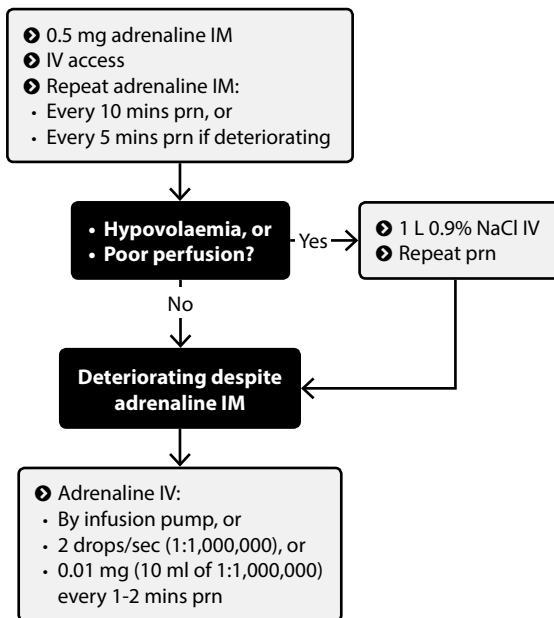 0.5 mg adrenaline IM
IV access
Repeat adrenaline IM:
• Every 10 mins prn, or
• Every 5 mins prn if deteriorating
• Hypovolaemia, or
• Poor perfusion?
Yes
1 L 0.9% NaCl IV
Repeat prn
No
Deteriorating despite
adrenaline IM
Adrenaline IV:
• By infusion pump, or
• 2 drops/sec (1:1,000,000), or
• 0.01 mg (10 ml of 1:1,000,000)
every 1-2 mins prn